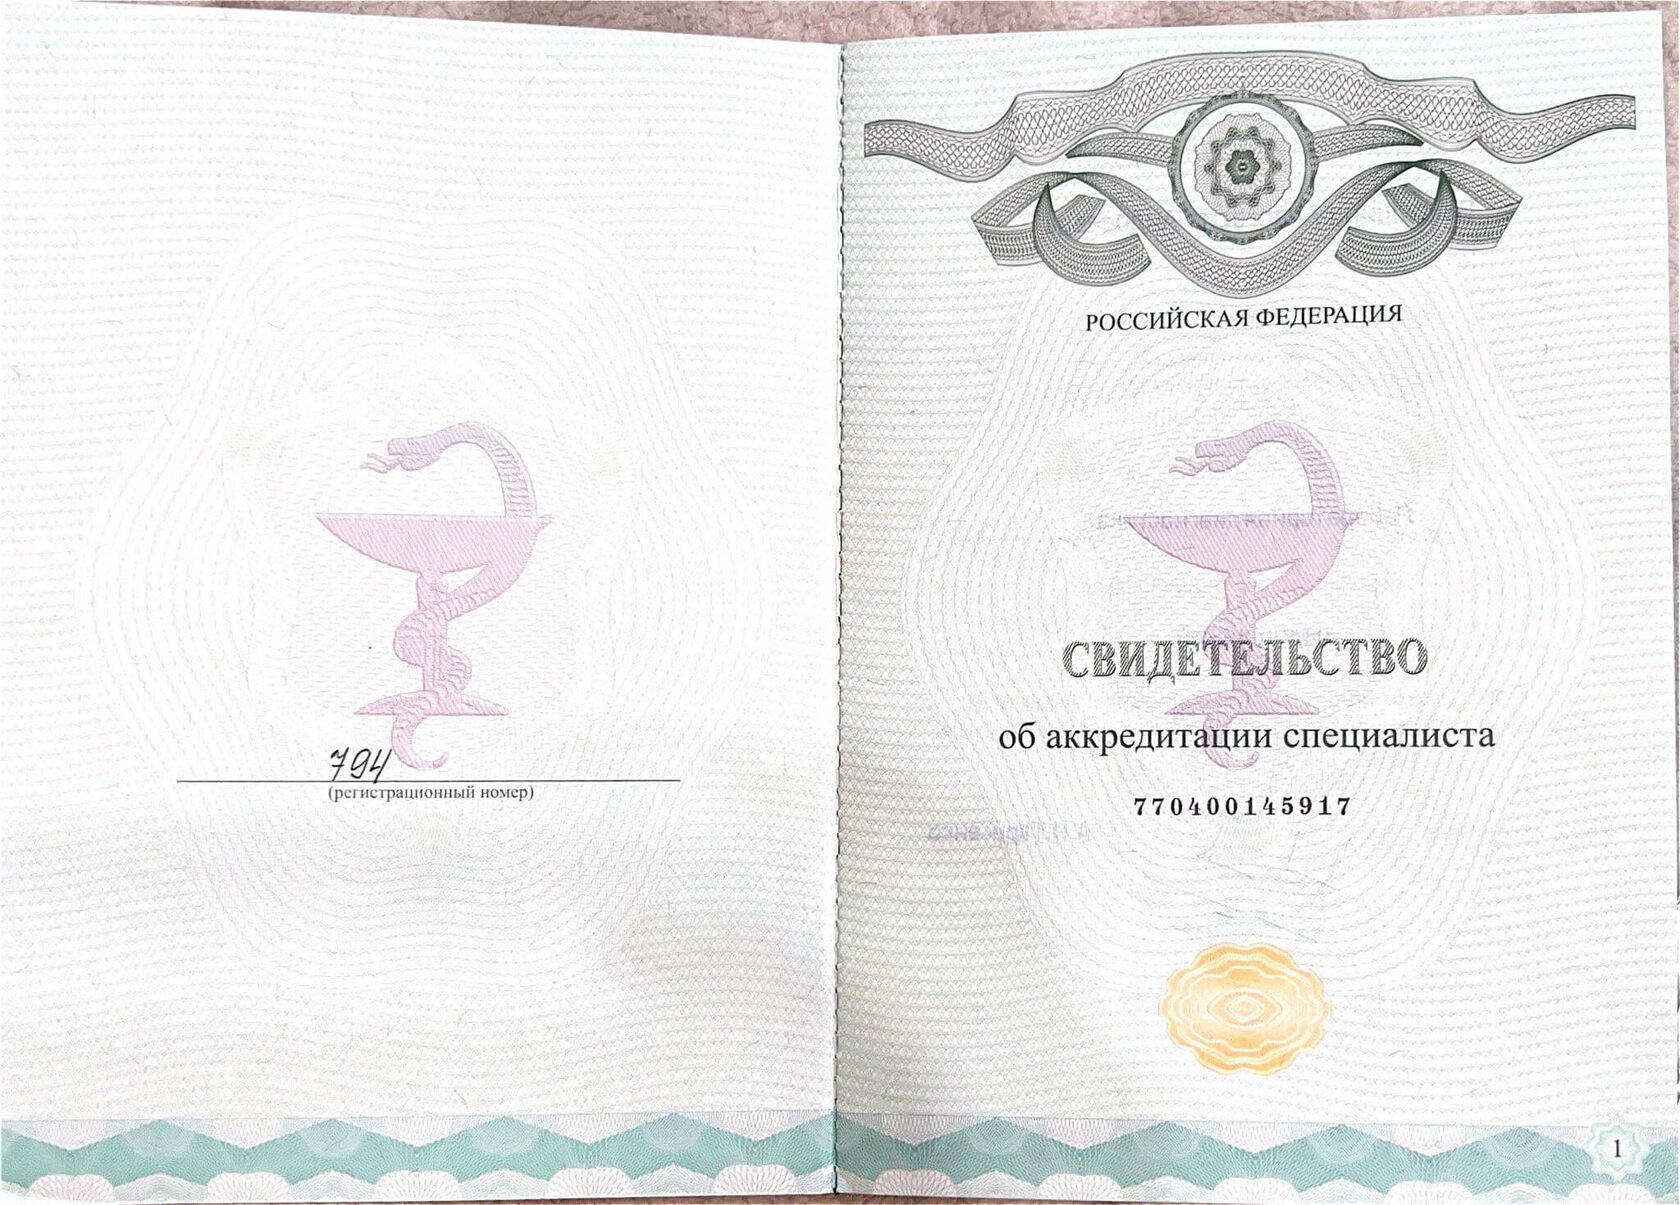 794
(регистрационный номер)
РОССИЙСКАЯ ФЕДЕРАЦИЯ
СВИДЕТЕЛЬСТВО
об аккредитации специалиста
770400145917
1